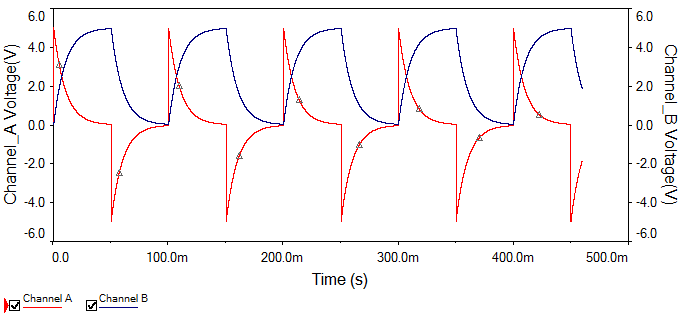 6.0 6.0
4.0 4.0
2.0 2.0
0.0 0.0
-2.0 -2.0
-4.0 -4.0
-6.0 -6.0
Channel_A Voltage(V)
Channel_B Voltage(V)
0.0 100.0m 200.0m 300.0m 400.0m 500.0m
Time (s)
Channel A Channel B